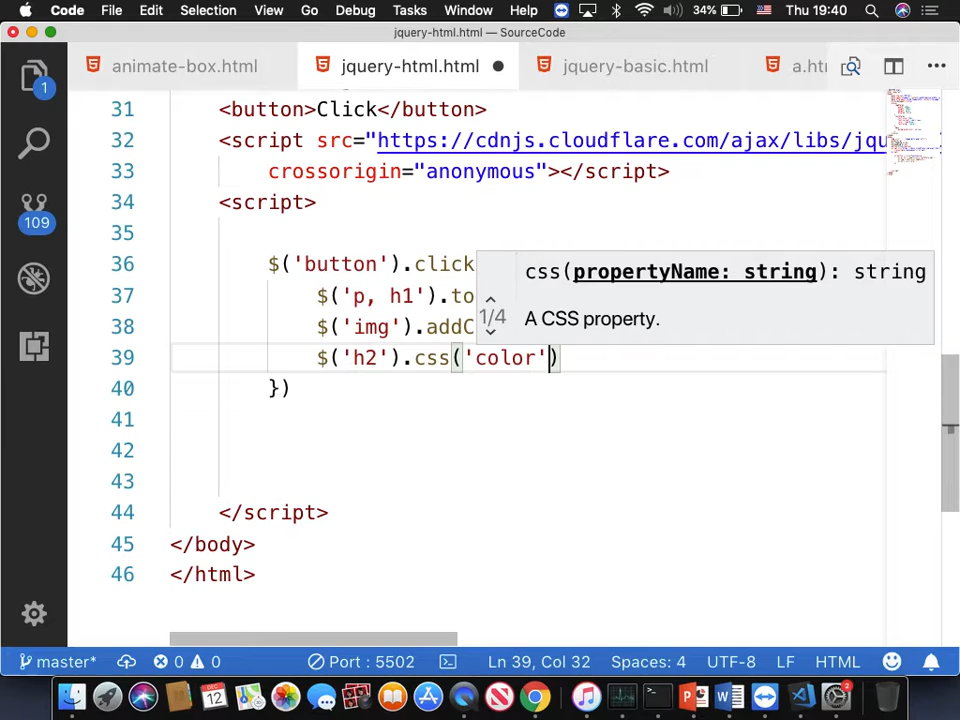 Code File Edit Selection View Go Debug Tasks Window Help 34% Thu 19:40
jquery-html.html — SourceCode
animate-box.html jquery-html.html jquery-basic.html a.htm
1
109
31 <button>Click</button>
32 <script src="https://cdnjs.cloudflare.com/ajax/libs/jqu
33 crossorigin="anonymous"></script>
34 <script>
35
36 $('button').click
37 $('p, h1').to
38 $('img').addC
39 $('h2').css('color')
css(propertyName: string): string
1/4 A CSS property.
40 })
41
42
43
44 </script>
45 </body>
46 </html>
master* 0 0 Port : 5502 Ln 39, Col 32 Spaces: 4 UTF-8 LF HTML
12
2